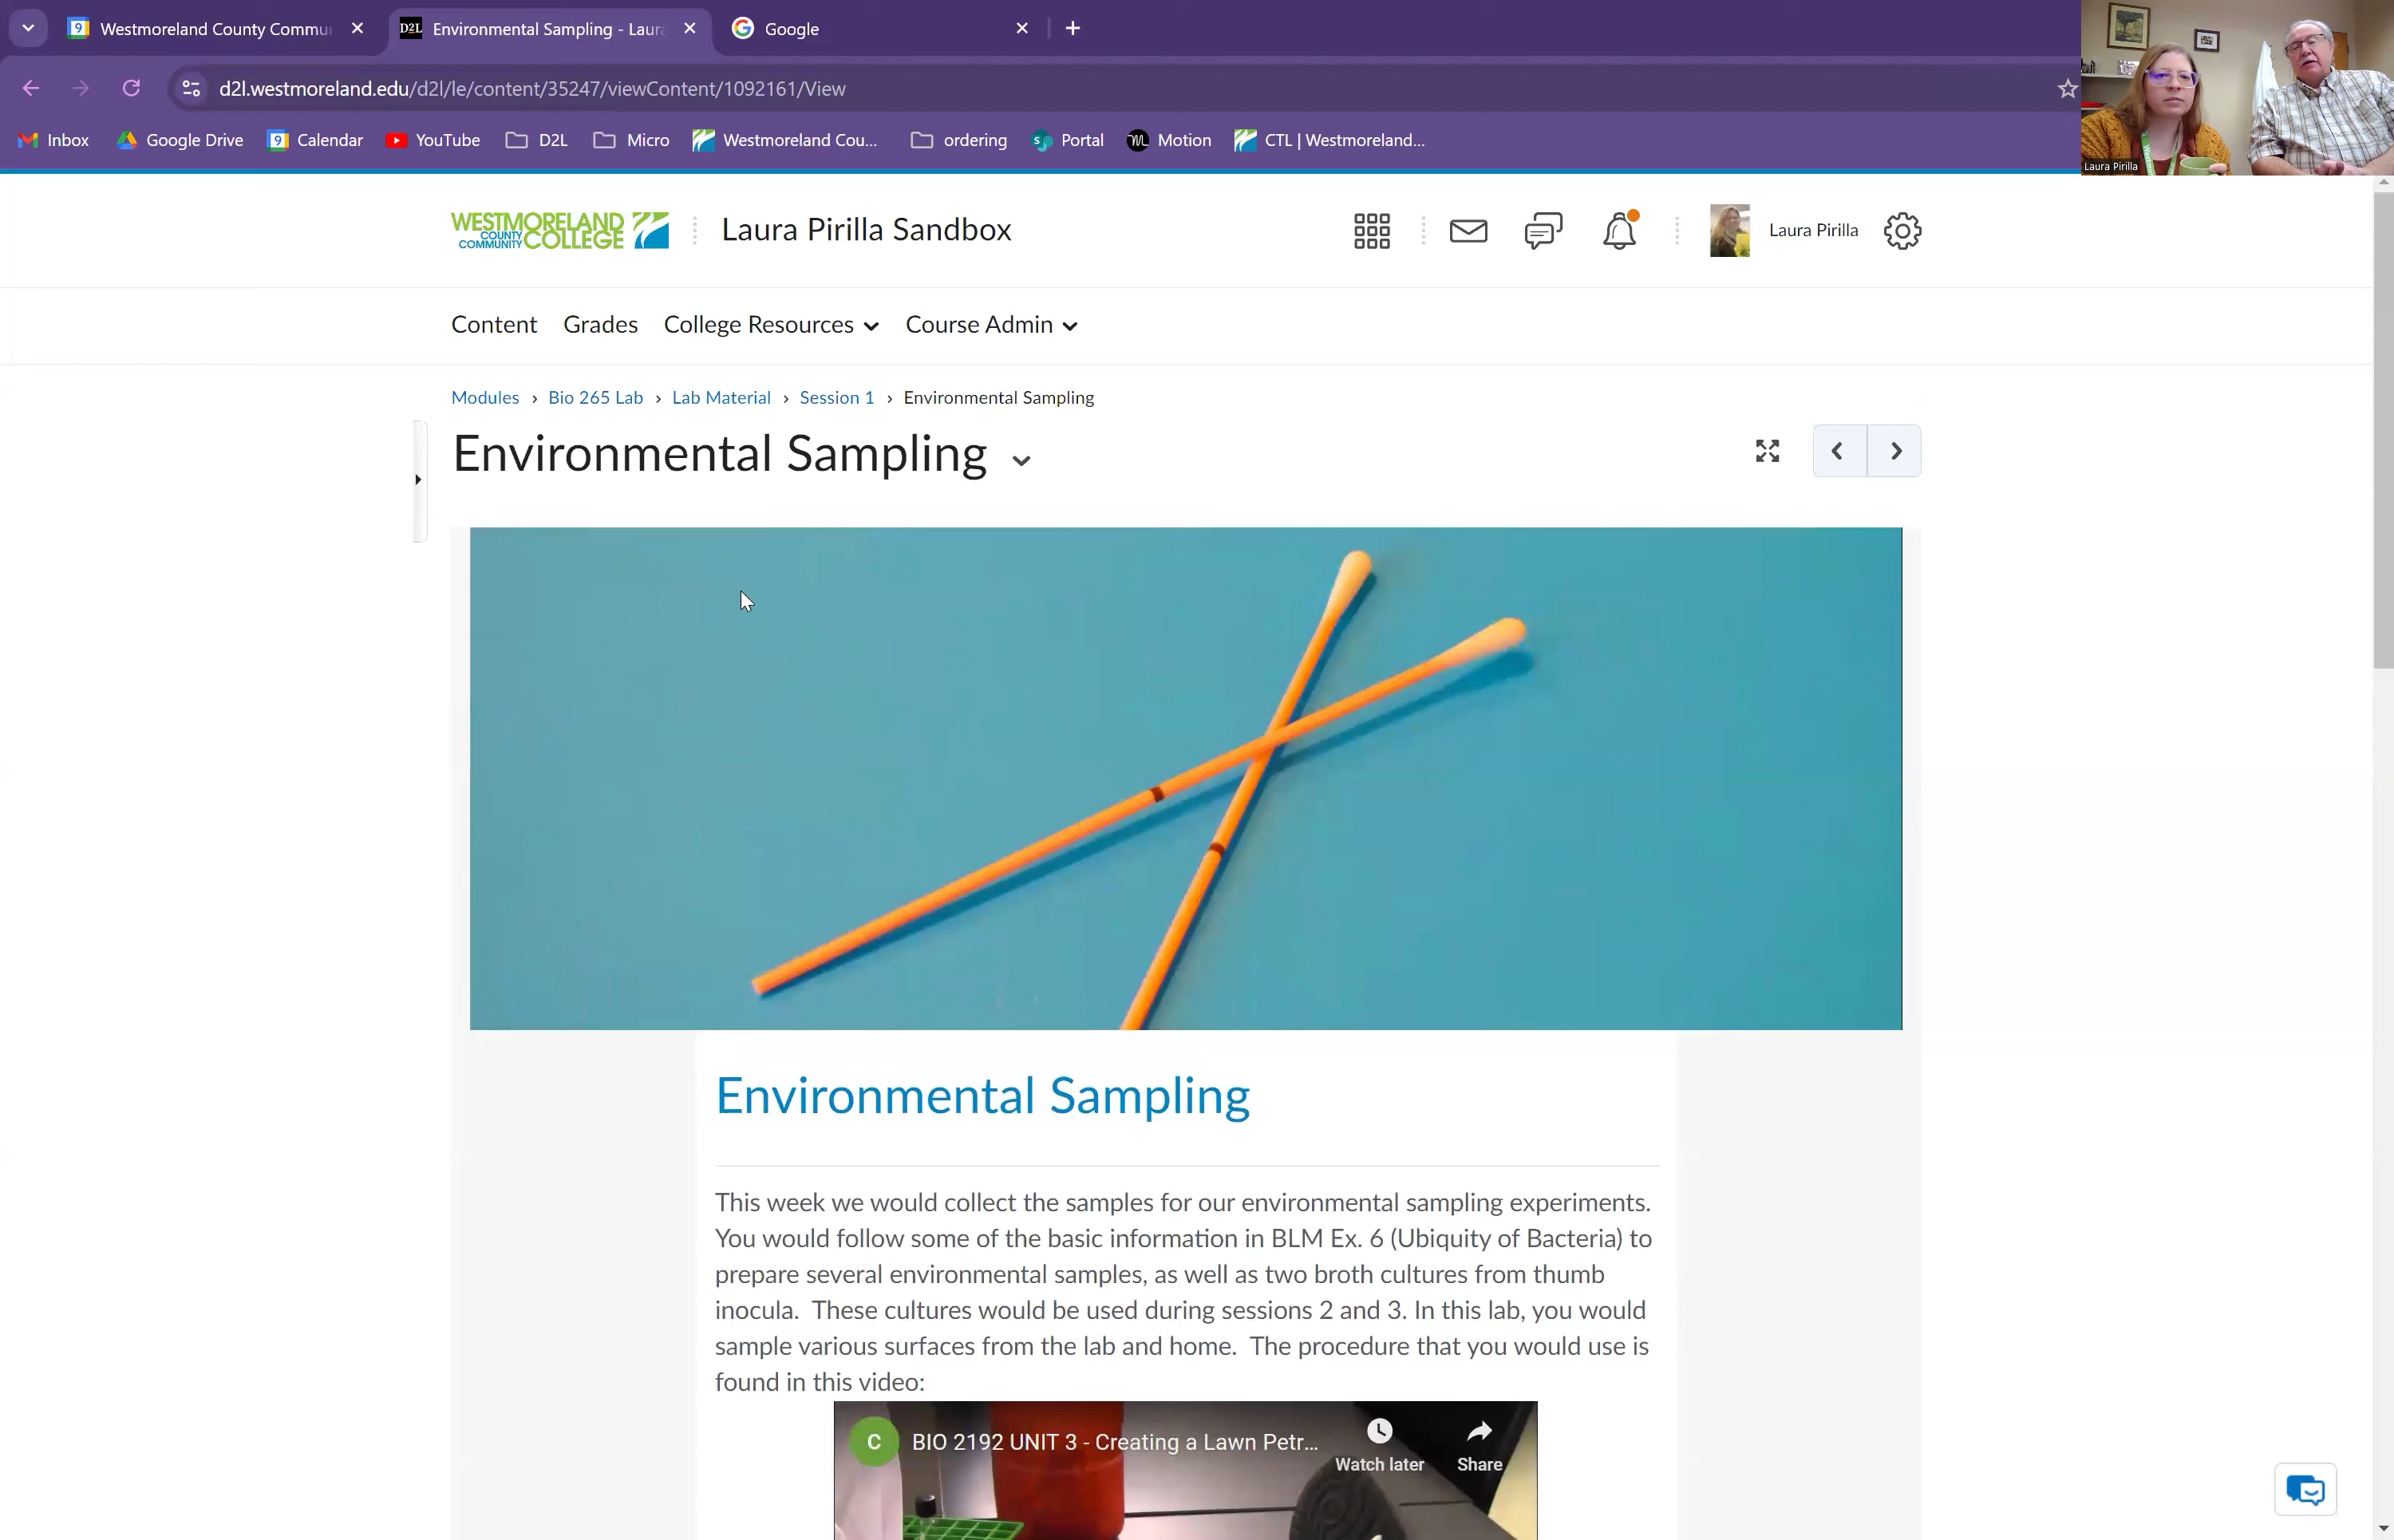 9 Westmoreland County Commu
D2L Environmental Sampling - Laura
Google
d2l.westmoreland.edu/d2l/le/content/35247/viewContent/1092161/View
Inbox
Google Drive
9 Calendar
YouTube
D2L
Micro
Westmoreland Cou...
ordering
S Portal
Motion
CTL | Westmoreland...
Laura Pirilla
WESTMORELAND
COUNTY COMMUNITY COLLEGE
Laura Pirilla Sandbox
Laura Pirilla
Content Grades College Resources Course Admin
Modules › Bio 265 Lab › Lab Material › Session 1 › Environmental Sampling
Environmental Sampling
Environmental Sampling
This week we would collect the samples for our environmental sampling experiments.
You would follow some of the basic information in BLM Ex. 6 (Ubiquity of Bacteria) to
prepare several environmental samples, as well as two broth cultures from thumb
inocula. These cultures would be used during sessions 2 and 3. In this lab, you would
sample various surfaces from the lab and home. The procedure that you would use is
found in this video:
C BIO 2192 UNIT 3 - Creating a Lawn Petr...
Watch later
Share